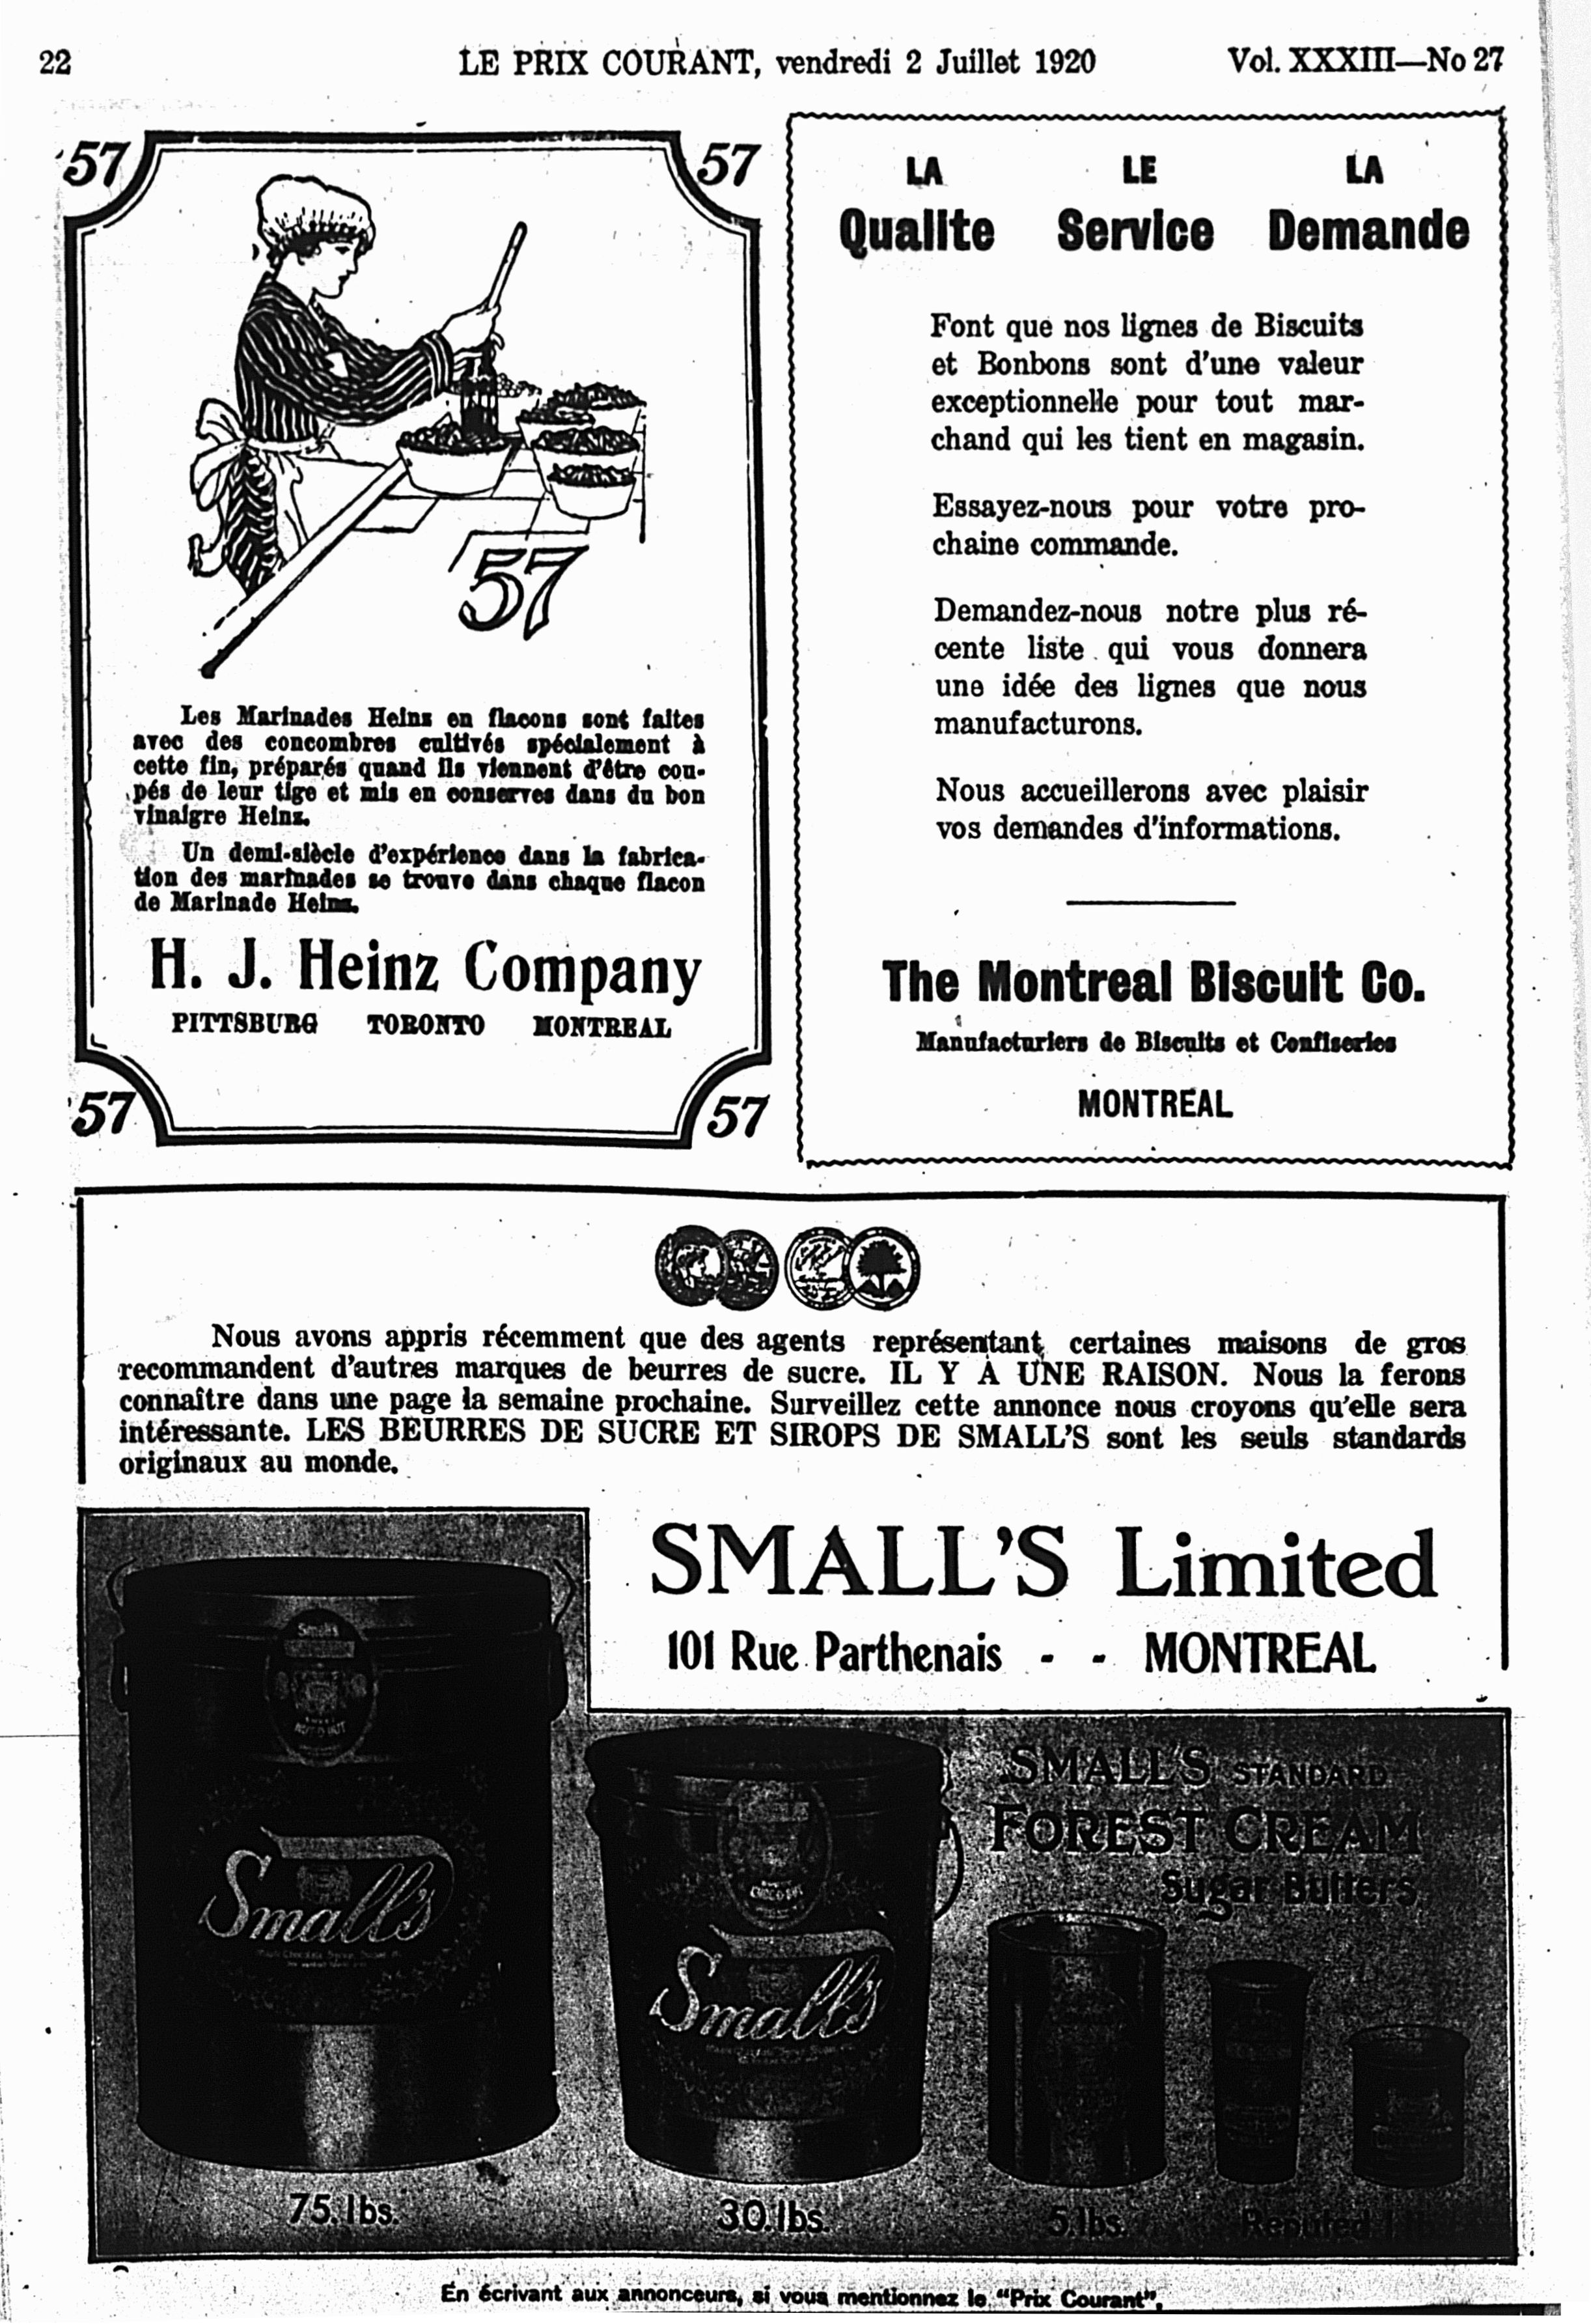 22
LE PRIX COURANT, vendredi 2 Juillet 1920
Vol. XXXIII—No 27
57
57
57
Les Marinades Heinz en flacons sont faites
avec des concombres cultivés spécialement à
cette fin, préparés quand ils viennent d'être cou-
pés de leur tige et mis en conserves dans du bon
vinaigre Heinz.
Un demi-siècle d'expérience dans la fabrica-
tion des marinades se trouve dans chaque flacon
de Marinade Heinz.
H. J. Heinz Company
PITTSBURG TORONTO MONTREAL
57
57
LA LE LA
Qualite Service Demande
Font que nos lignes de Biscuits
et Bonbons sont d'une valeur
exceptionnelle pour tout mar-
chand qui les tient en magasin.
Essayez-nous pour votre pro-
chaine commande.
Demandez-nous notre plus ré-
cente liste qui vous donnera
une idée des lignes que nous
manufacturons.
Nous accueillerons avec plaisir
vos demandes d'informations.
The Montreal Biscuit Co.
Manufacturiers de Biscuits et Confiseries
MONTREAL
Nous avons appris récemment que des agents représentant certaines maisons de gros
recommandent d'autres marques de beurres de sucre. IL Y A UNE RAISON. Nous la ferons
connaître dans une page la semaine prochaine. Surveillez cette annonce nous croyons qu'elle sera
intéressante. LES BEURRES DE SUCRE ET SIROPS DE SMALL'S sont les seuls standards
originaux au monde.
SMALL'S Limited
101 Rue Parthenais - - MONTREAL
Small's
Small's
Small's
SMALL'S STANDARD
FOREST CREAM
Sugar Butters
75 lbs.
30 lbs.
5 lbs.
En écrivant aux annonceurs, si vous mentionnez le "Prix Courant",